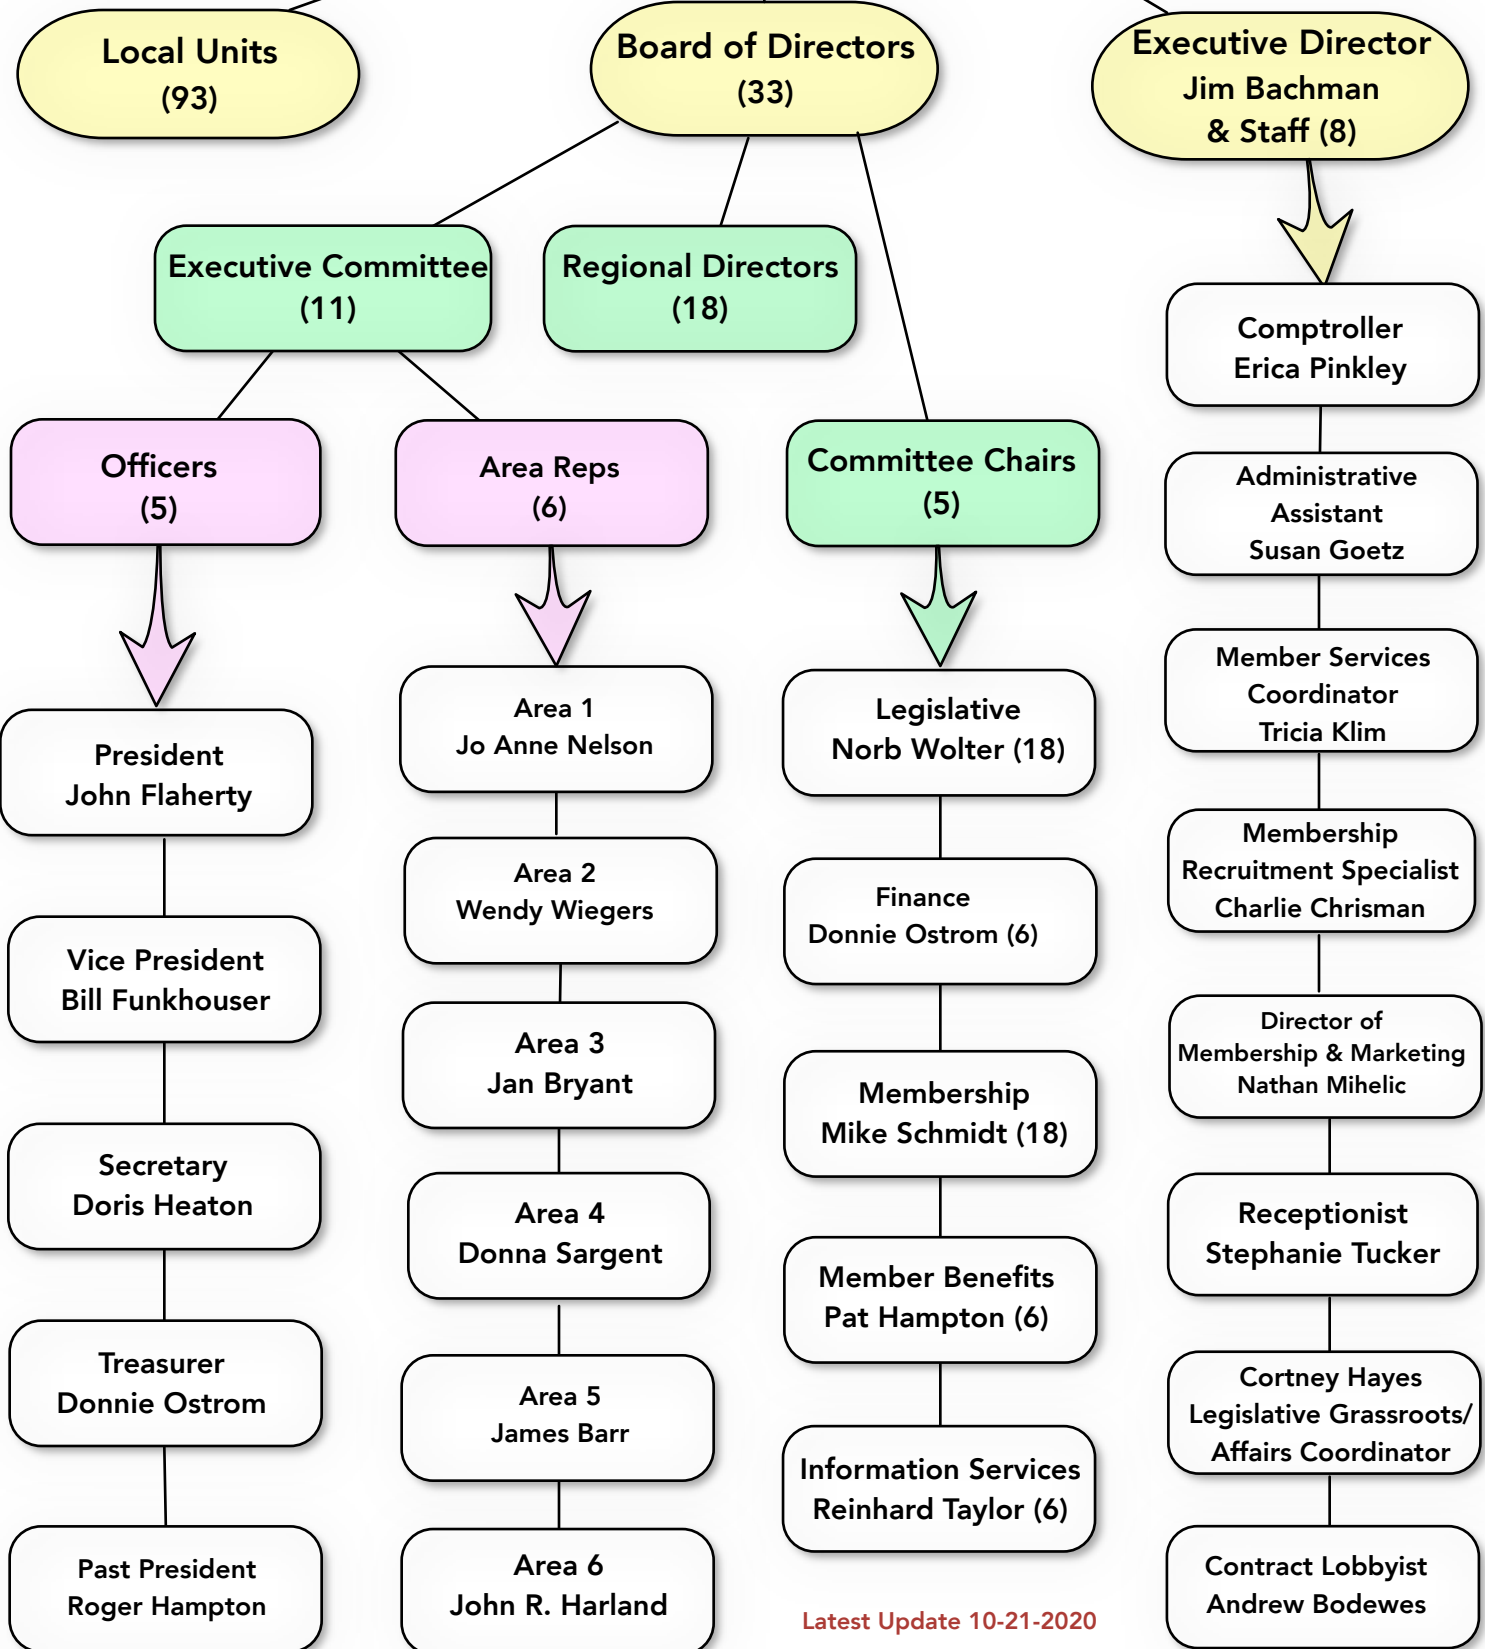 Local Units
(93)
Board of Directors
(33)
Executive Director
Jim Bachman
& Staff (8)
Executive Committee
(11)
Regional Directors
(18)
Officers
(5)
Area Reps
(6)
Committee Chairs
(5)
President
John Flaherty
Vice President
Bill Funkhouser
Secretary
Doris Heaton
Treasurer
Donnie Ostrom
Past President
Roger Hampton
Area 1
Jo Anne Nelson
Area 2
Wendy Wiegers
Area 3
Jan Bryant
Area 4
Donna Sargent
Area 5
James Barr
Area 6
John R. Harland
Legislative
Norb Wolter (18)
Finance
Donnie Ostrom (6)
Membership
Mike Schmidt (18)
Member Benefits
Pat Hampton (6)
Information Services
Reinhard Taylor (6)
Comptroller
Erica Pinkley
Administrative
Assistant
Susan Goetz
Member Services
Coordinator
Tricia Klim
Membership
Recruitment Specialist
Charlie Chrisman
Director of
Membership & Marketing
Nathan Mihelic
Receptionist
Stephanie Tucker
Cortney Hayes
Legislative Grassroots/
Affairs Coordinator
Contract Lobbyist
Andrew Bodewes
Latest Update 10-21-2020